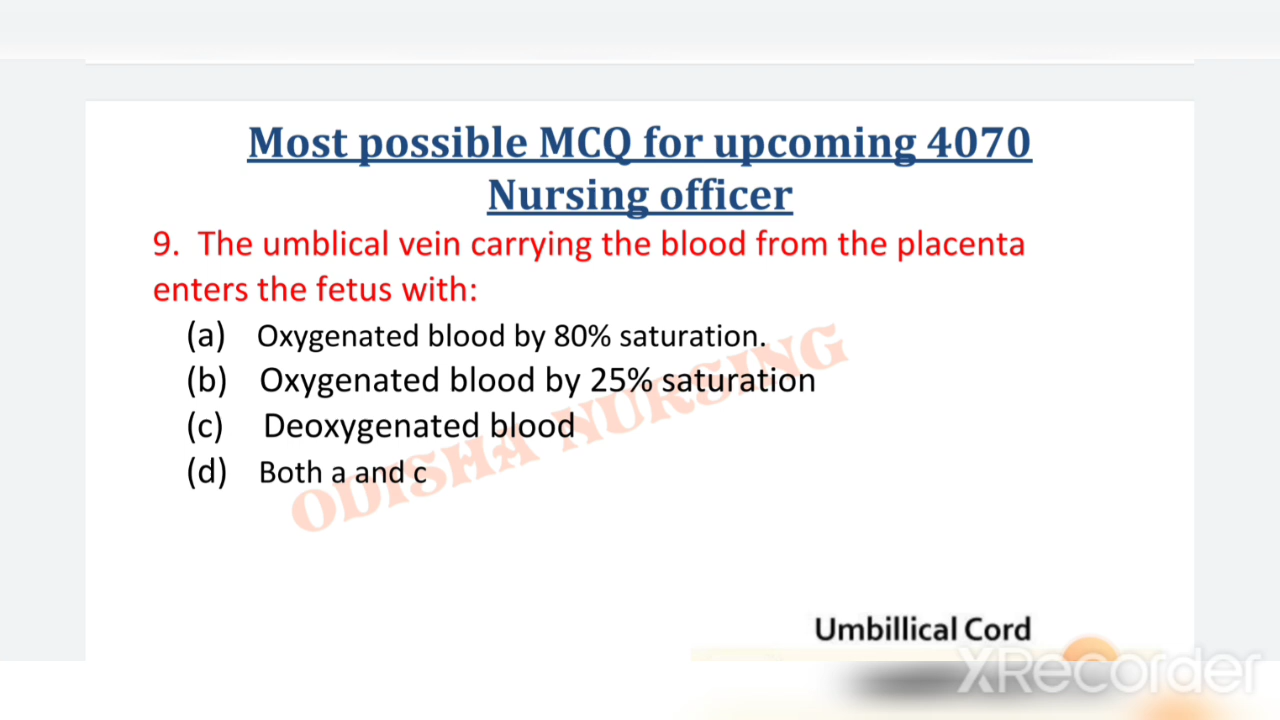 Most possible MCQ for upcoming 4070
Nursing officer
9. The umblical vein carrying the blood from the placenta
enters the fetus with:
(a) Oxygenated blood by 80% saturation.
(b) Oxygenated blood by 25% saturation
(c) Deoxygenated blood
(d) Both a and c
ODISHA NURSING
Umbillical Cord
XRecorder